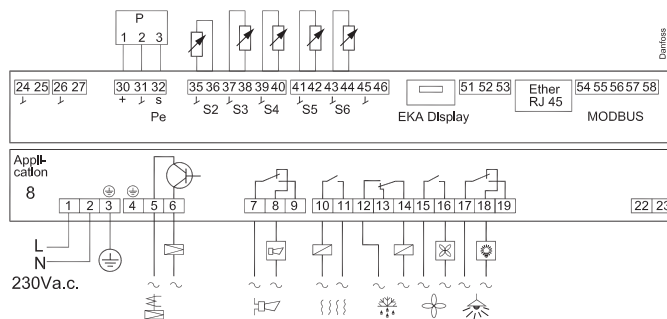 P
1 2 3
Danfoss
24 25 26 27 30 31 32 35 36 37 38 39 40 41 42 43 44 45 46 51 52 53 Ether RJ 45 54 55 56 57 58
+ s S2 S3 S4 S5 S6
Pe EKA Display MODBUS
Appli-
cation
8
1 2 3 4 5 6 7 8 9 10 11 12 13 14 15 16 17 18 19 22 23
L
N
230Va.c.